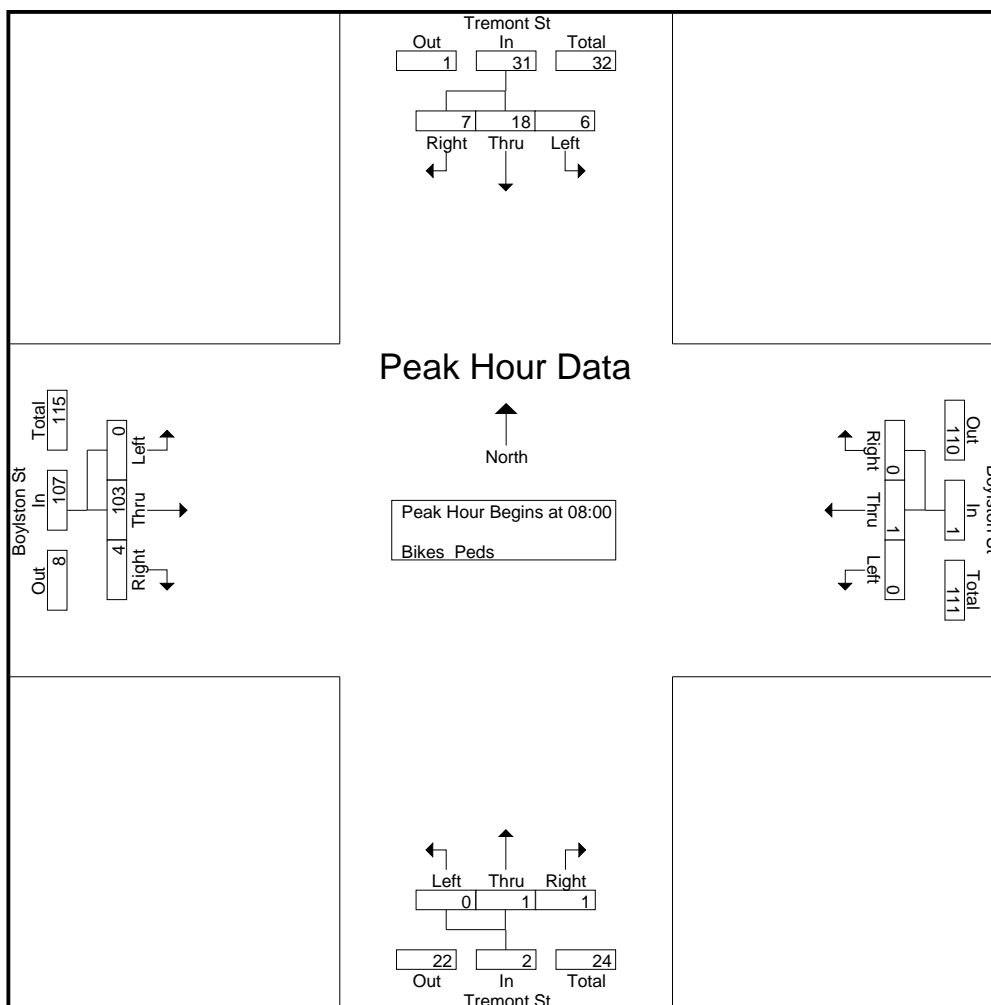 Tremont St
Out In Total
1 31 32
7 18 6
Right Thru Left
Peak Hour Data
North
Peak Hour Begins at 08:00
Bikes Peds
Boylston St
Total In Out
115 107 8
0 103 4
Left Thru Right
Boylston St
Out In Total
110 1 111
0 1 0
Right Thru Left
Left Thru Right
0 1 1
22 2 24
Out In Total
Tremont St